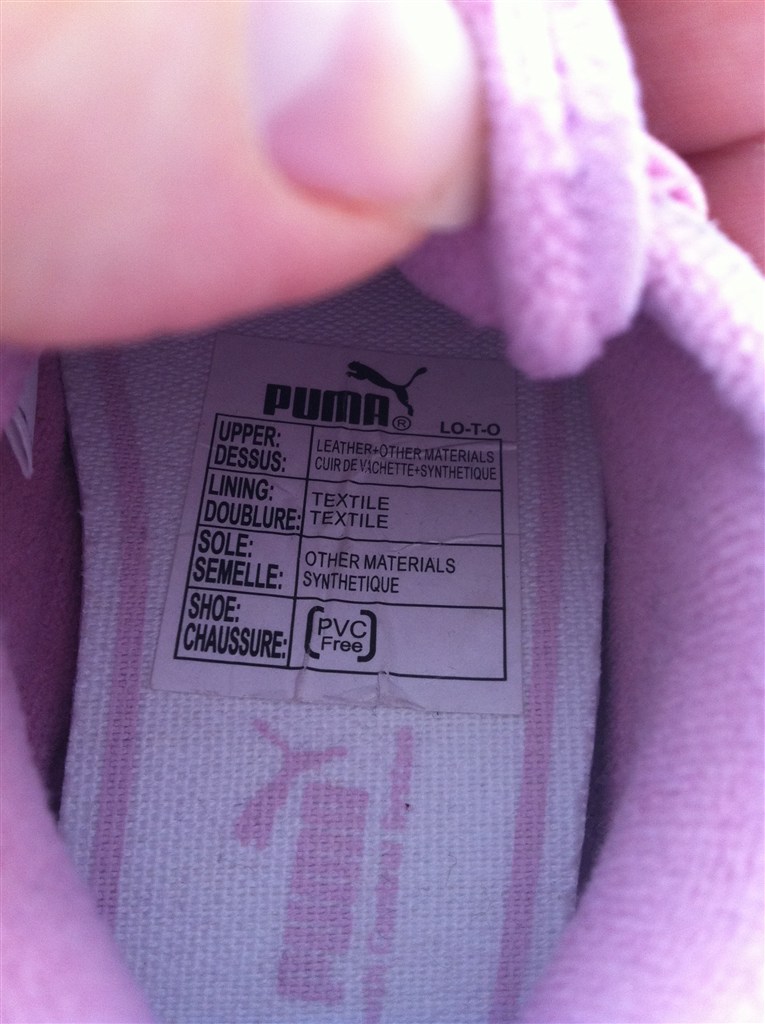 PUMA®
LO-T-O
UPPER: LEATHER+OTHER MATERIALS
DESSUS: CUIR DE VACHETTE+SYNTHETIQUE
LINING: TEXTILE
DOUBLURE: TEXTILE
SOLE: OTHER MATERIALS
SEMELLE: SYNTHETIQUE
SHOE: PVC
CHAUSSURE: Free